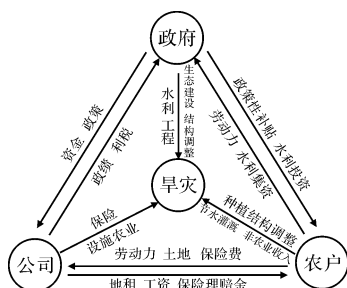 政府
生态建设 结构调整
水利 工程
资金 政策
政绩 利税
政策性补贴 水利投资
劳动力 水利集资
旱灾
保险
设施农业
种植结构调整
节水灌溉 非农业收入
公司
农户
劳动力 土地 保险费
地租 工资 保险理赔金